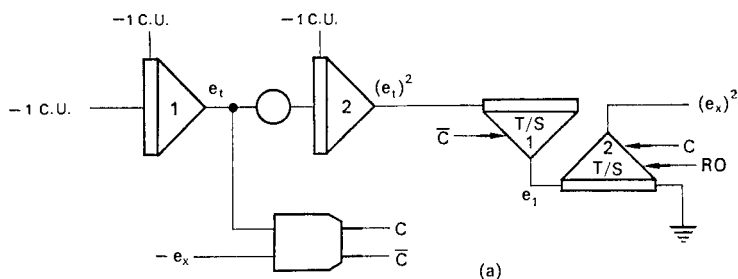 −1 C.U.
−1 C.U.
−1 C.U.
1
e_t
2
(e_t)²
C̅
T/S
1
e_1
(e_x)²
2
T/S
C
RO
− e_x
C
C̅
(a)